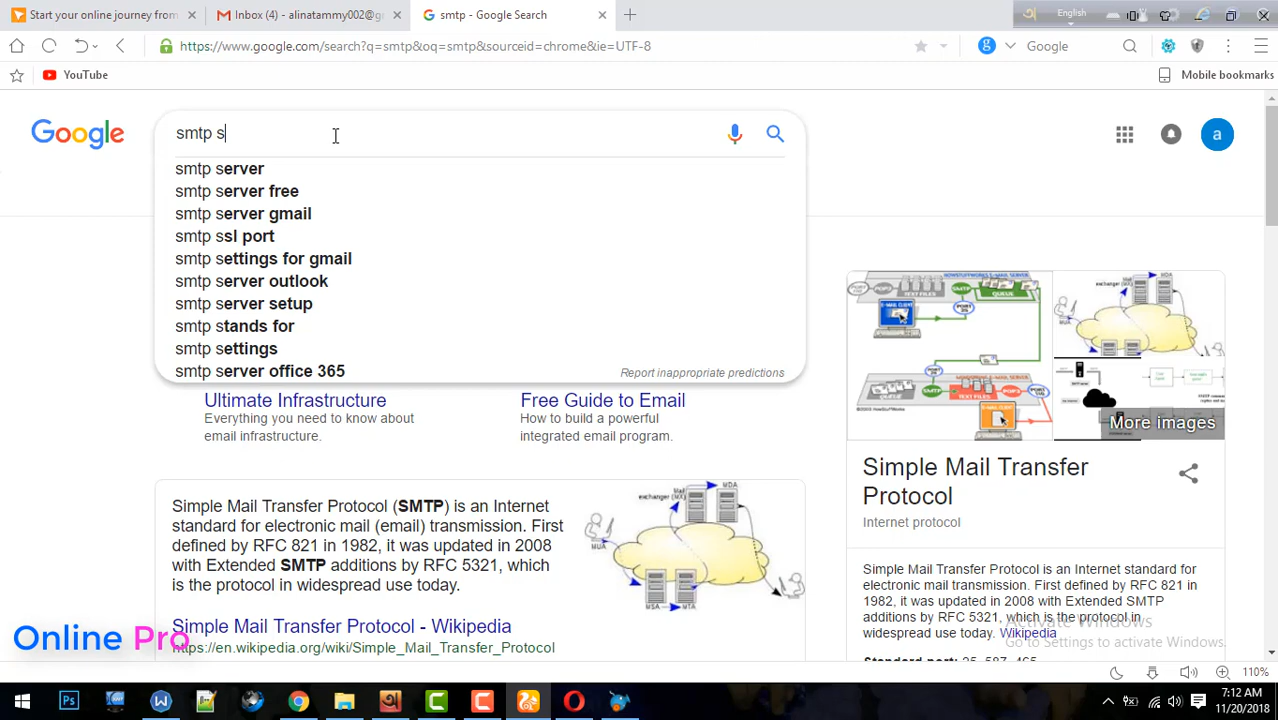 Start your online journey from
Inbox (4) - alinatammy002@g
smtp - Google Search
English
https://www.google.com/search?q=smtp&oq=smtp&sourceid=chrome&ie=UTF-8
Google
YouTube
Mobile bookmarks
Google
smtp s
a
smtp server
smtp server free
smtp server gmail
smtp ssl port
smtp settings for gmail
smtp server outlook
smtp server setup
smtp stands for
smtp settings
smtp server office 365
Report inappropriate predictions
Ultimate Infrastructure
Everything you need to know about
email infrastructure.
Free Guide to Email
How to build a powerful
integrated email program.
More images
Simple Mail Transfer
Protocol
Internet protocol
Simple Mail Transfer Protocol (SMTP) is an Internet
standard for electronic mail (email) transmission. First
defined by RFC 821 in 1982, it was updated in 2008
with Extended SMTP additions by RFC 5321, which
is the protocol in widespread use today.
MUA
MDA
MSA
MTA
Simple Mail Transfer Protocol - Wikipedia
https://en.wikipedia.org/wiki/Simple_Mail_Transfer_Protocol
Simple Mail Transfer Protocol is an Internet standard for
electronic mail transmission. First defined by RFC 821 in
1982, it was updated in 2008 with Extended SMTP
additions by RFC 5321, which is the protocol in
widespread use today. Wikipedia
Standard port: 25, 587, 465
Activate Windows
Go to Settings to activate Windows.
Online Pro
110%
7:12 AM
11/20/2018